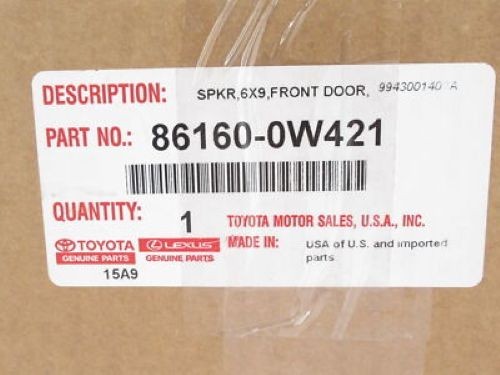 DESCRIPTION: SPKR,6X9,FRONT DOOR,
PART NO.: 86160-0W421
QUANTITY: 1 TOYOTA MOTOR SALES, U.S.A., INC.
TOYOTA LEXUS MADE IN: USA of U.S. and imported
GENUINE PARTS GENUINE PARTS parts
15A9